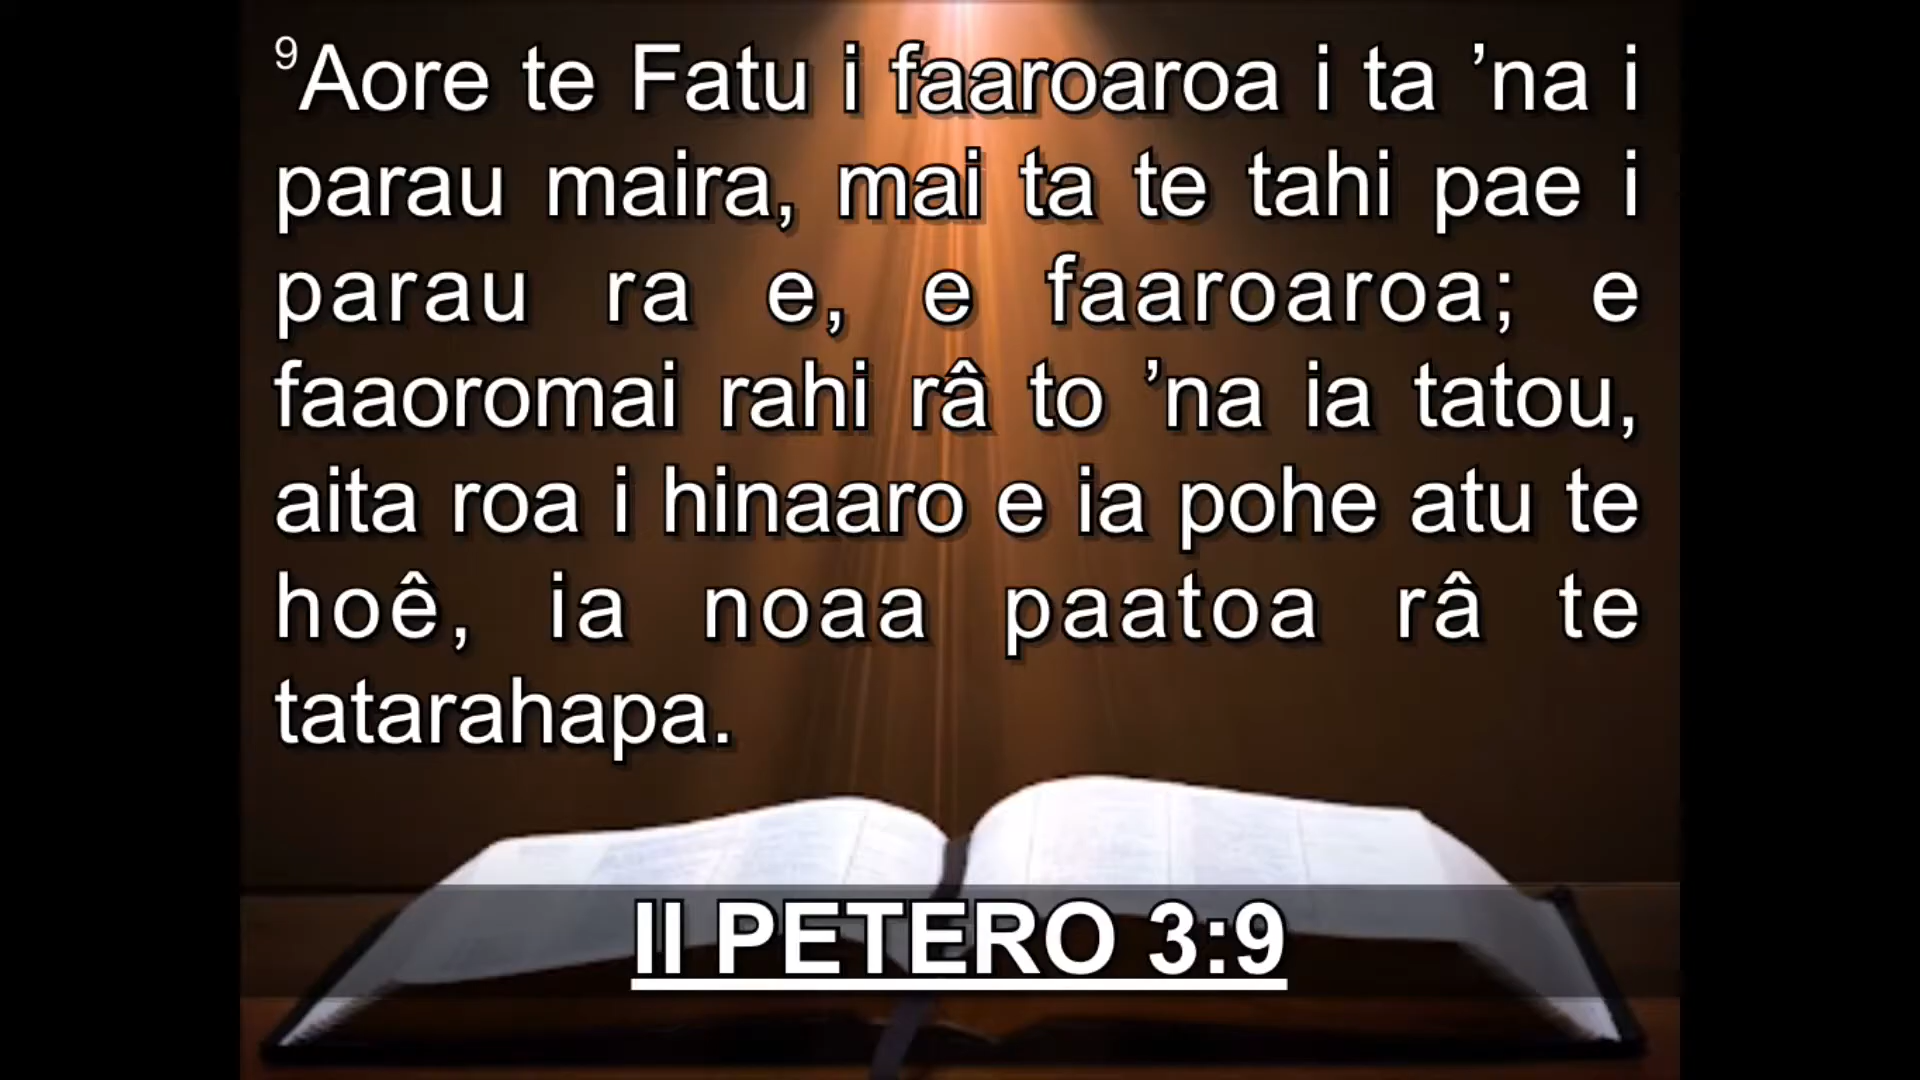 ⁹Aore te Fatu i faaroaroa i ta ’na i
parau maira, mai ta te tahi pae i
parau ra e, e faaroaroa; e
faaoromai rahi râ to ’na ia tatou,
aita roa i hinaaro e ia pohe atu te
hoê, ia noaa paatoa râ te
tatarahapa.
II PETERO 3:9